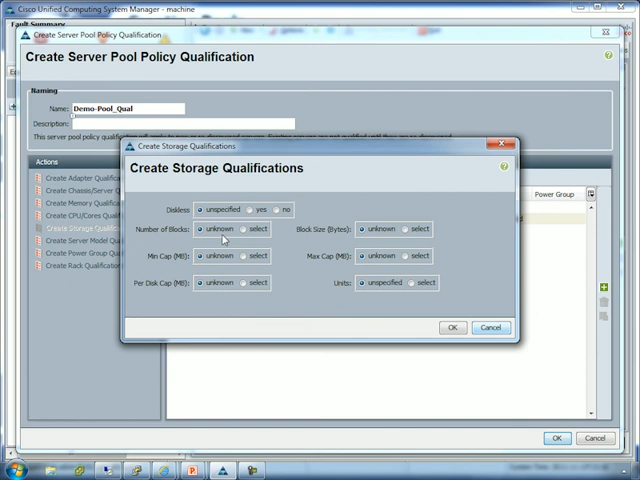 Cisco Unified Computing System Manager - machine
Fault Summary
Create Server Pool Policy Qualification
Create Server Pool Policy Qualification
Naming
Name: Demo-Pool_Qual
Description:
Actions
Create Adapter Qualifica
Create Chassis/Server Q
Create Memory Qualifica
Create CPU/Cores Qualif
Create Storage Qualifica
Create Server Model Qua
Create Power Group Qua
Create Rack Qualification
Power Group
Create Storage Qualifications
Create Storage Qualifications
Diskless unspecified yes no
Number of Blocks: unknown select Block Size (Bytes): unknown select
Min Cap (MB): unknown select Max Cap (MB): unknown select
Per Disk Cap (MB): unknown select Units: unspecified select
OK Cancel
OK Cancel